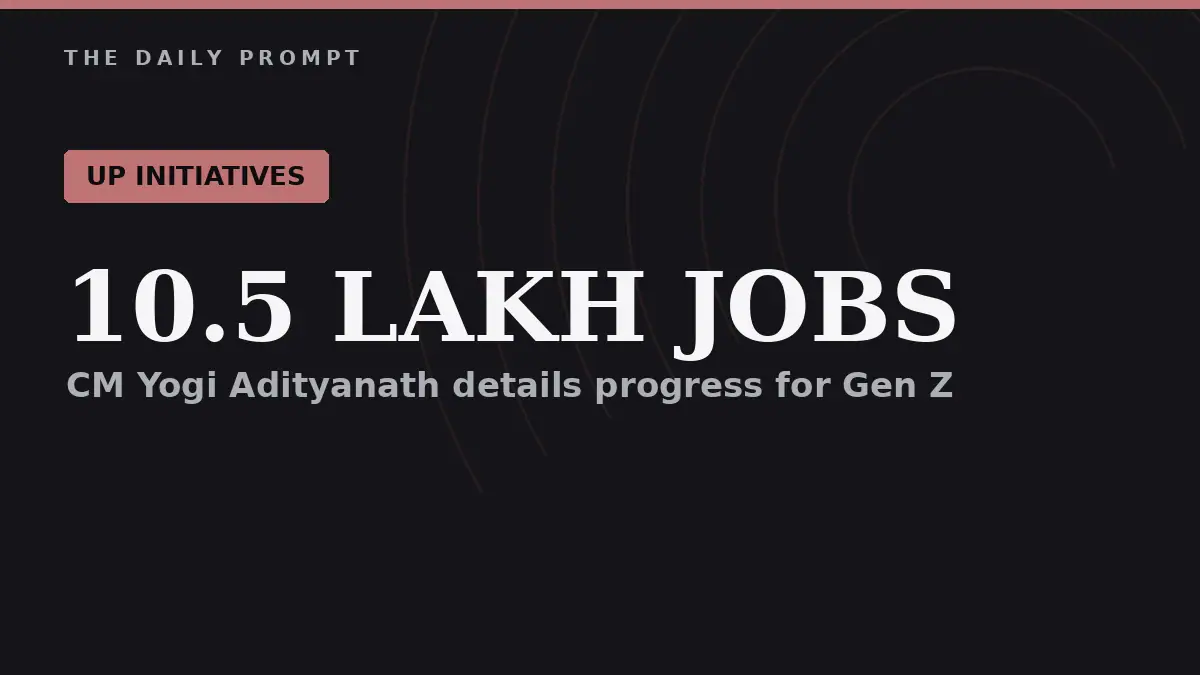 THE DAILY PROMPT
UP INITIATIVES
10.5 LAKH JOBS
CM Yogi Adityanath details progress for Gen Z